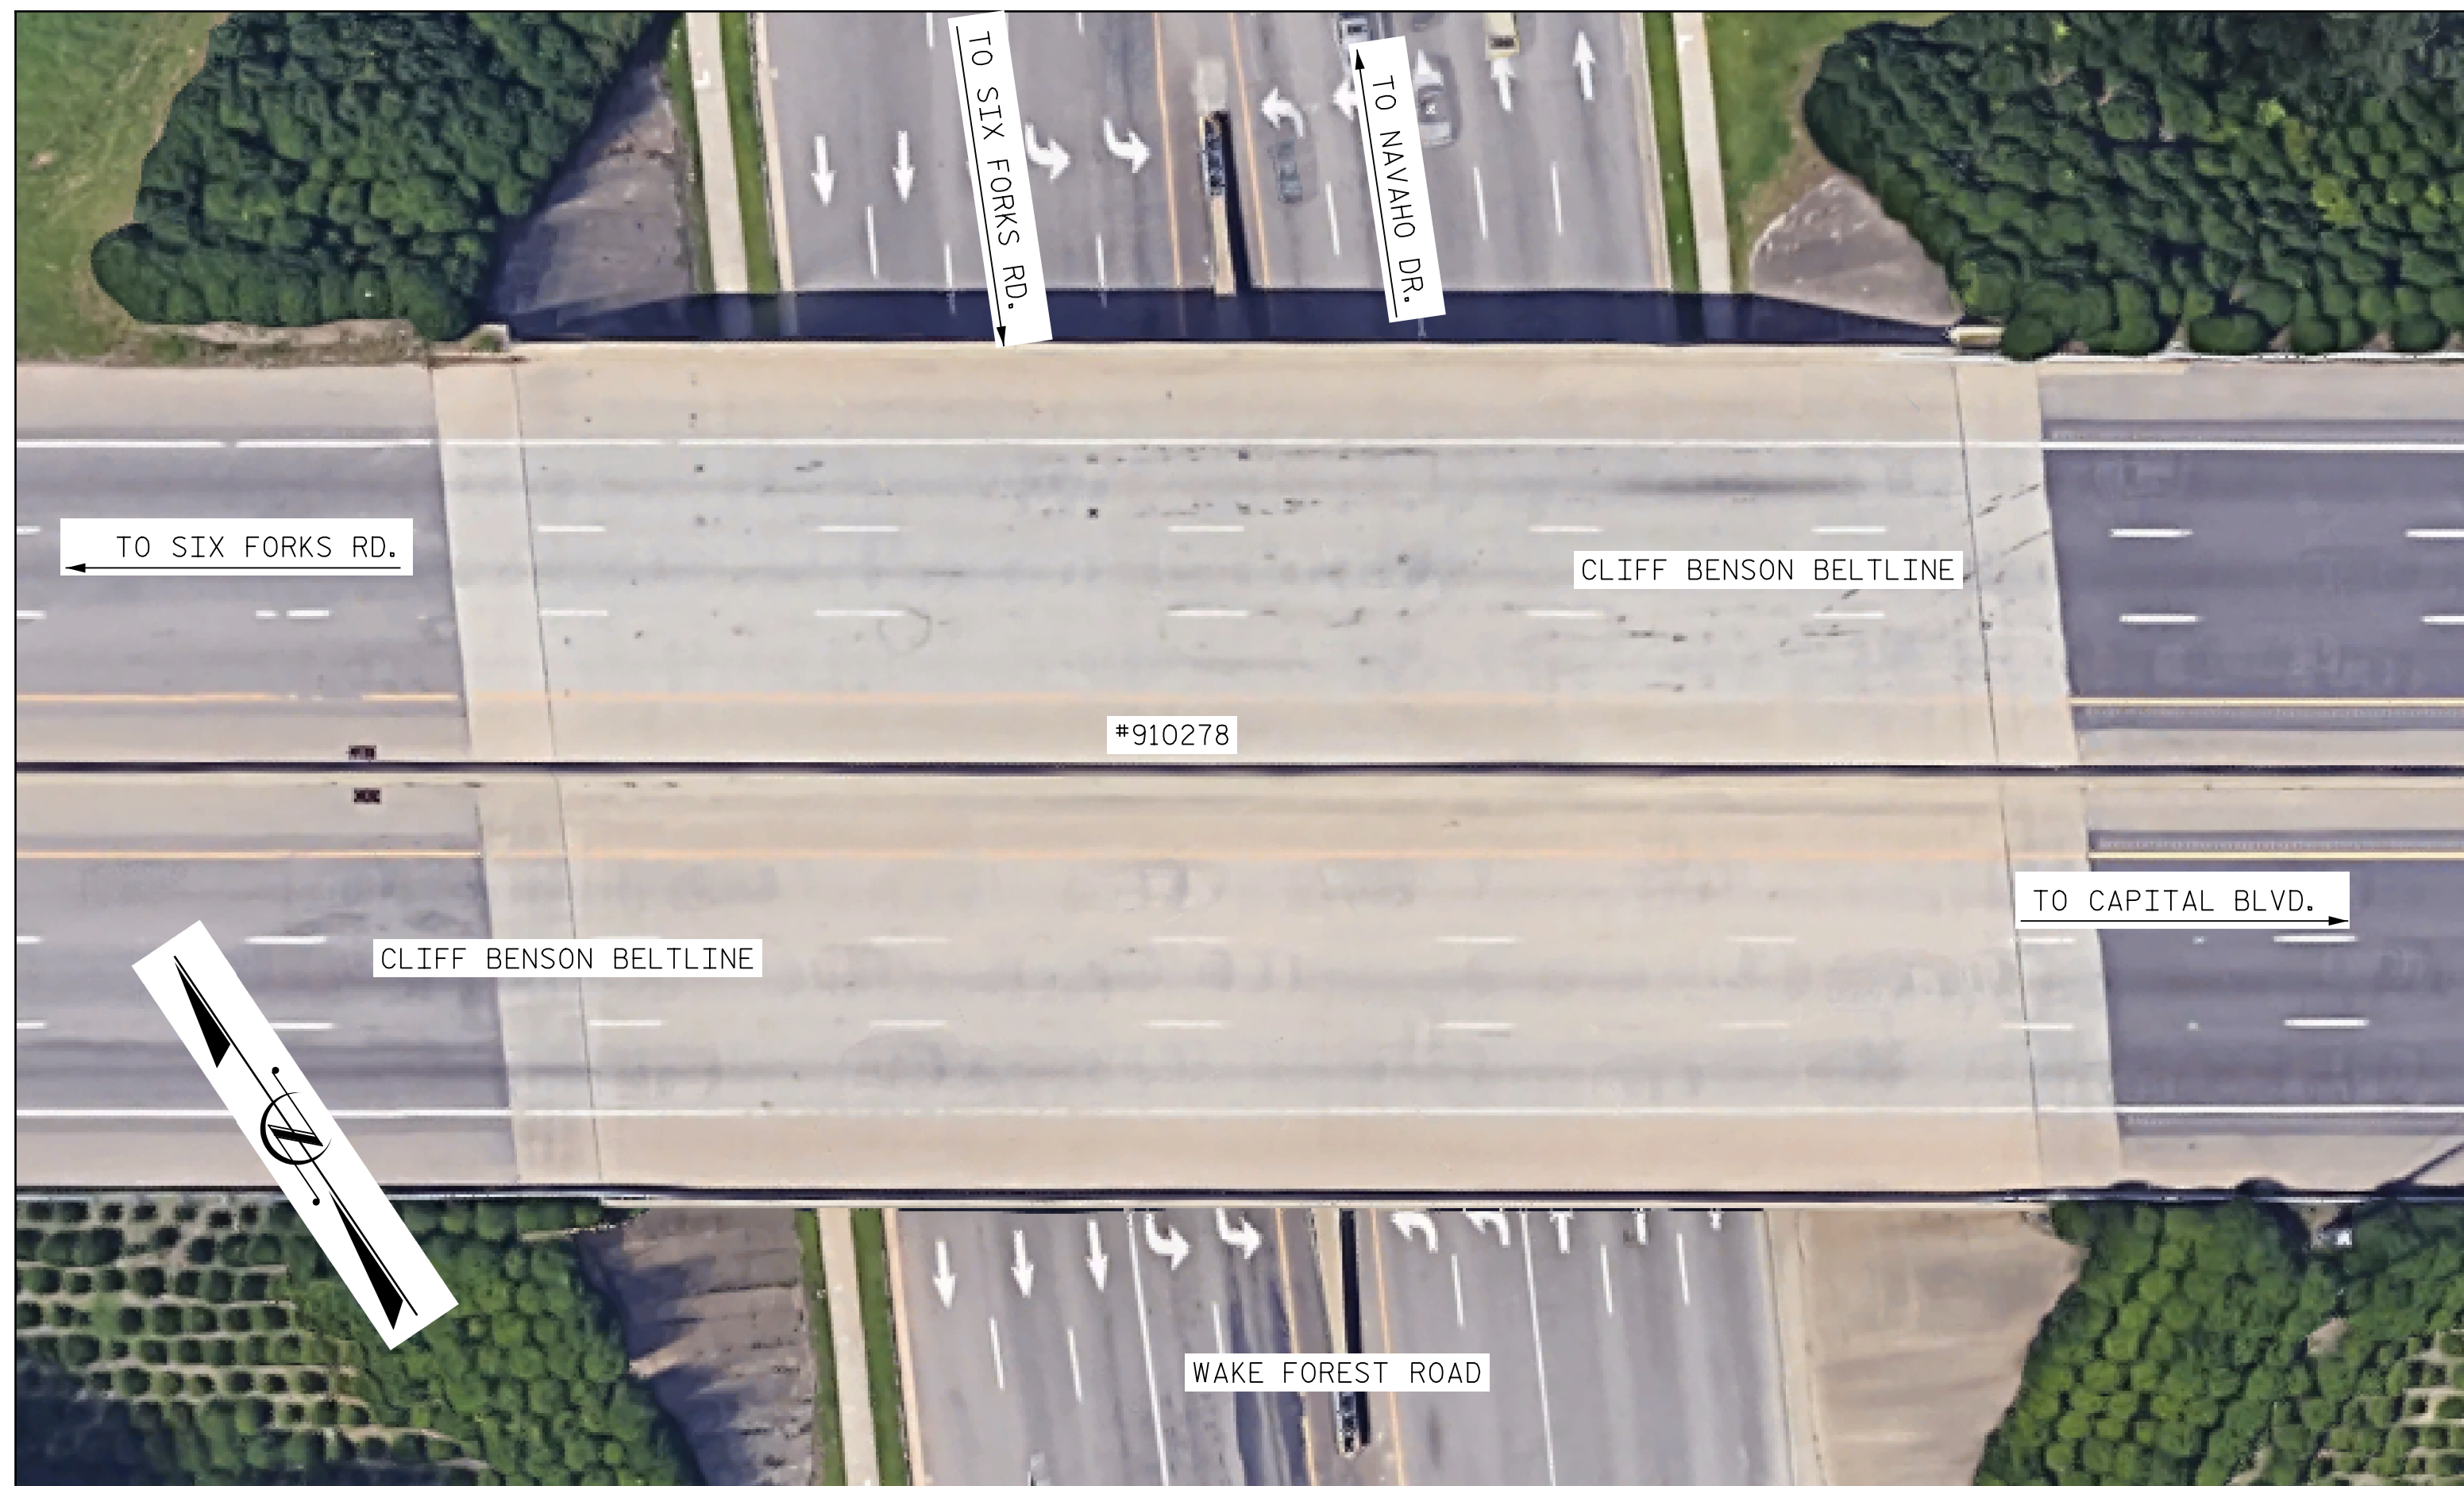 TO SIX FORKS RD.
TO NAVAHO DR.
TO SIX FORKS RD.
CLIFF BENSON BELTLINE
#910278
TO CAPITAL BLVD.
CLIFF BENSON BELTLINE
N
WAKE FOREST ROAD